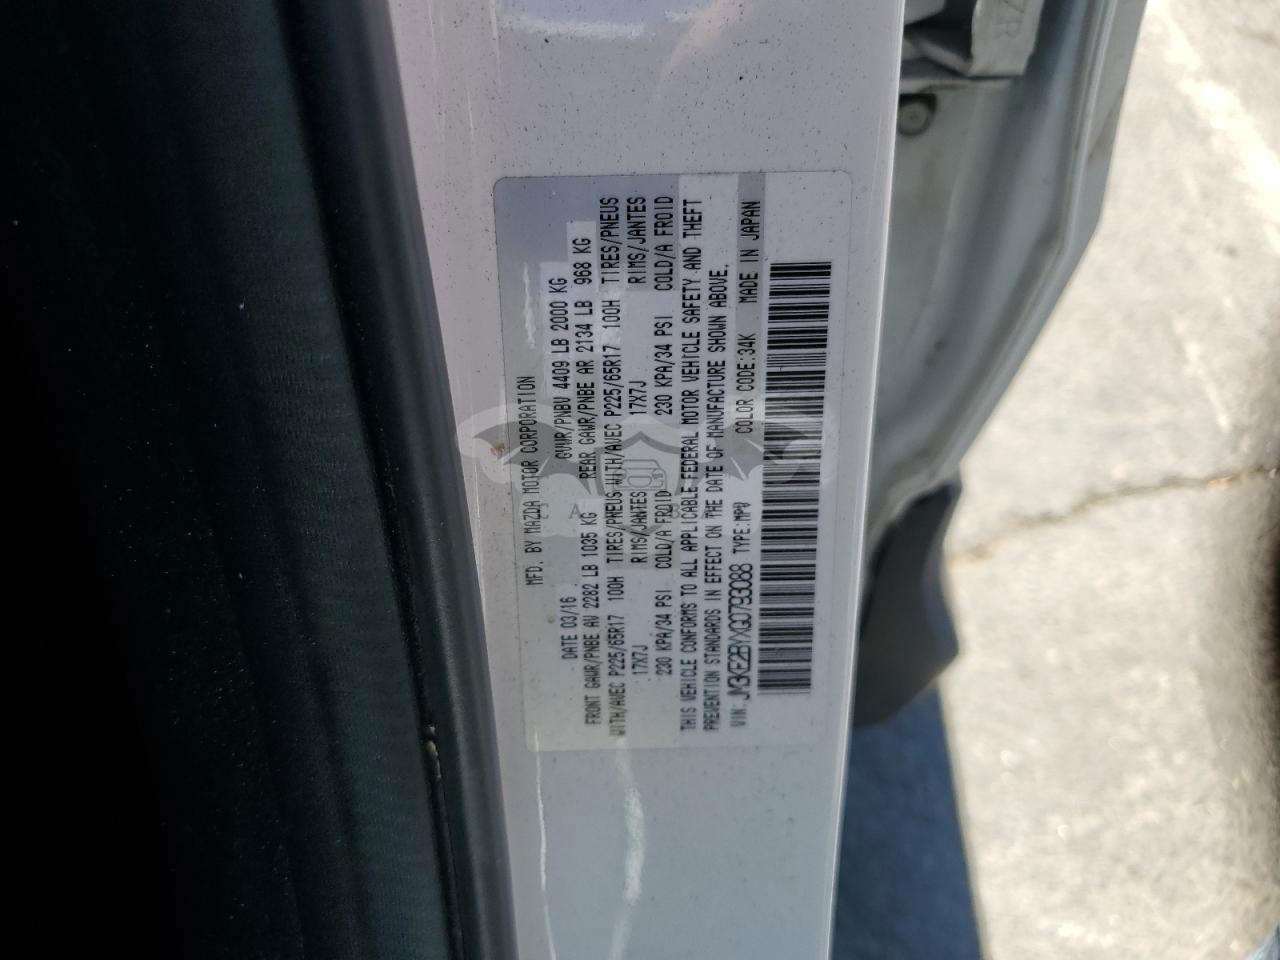 MFD. BY MAZDA MOTOR CORPORATION
DATE 03/16 GVWR/PNBV 4409 LB 2000 KG
FRONT GAWR/PNBE AV 2282 LB 1035 KG REAR GAWR/PNBE AR 2134 LB 968 KG
WITH/AVEC P225/65R17 100H TIRES/PNEUS WITH/AVEC P225/65R17 100H TIRES/PNEUS
17X7J RIMS/JANTES 17X7J RIMS/JANTES
230 KPA/34 PSI COLD/A FROID 230 KPA/34 PSI COLD/A FROID
THIS VEHICLE CONFORMS TO ALL APPLICABLE FEDERAL MOTOR VEHICLE SAFETY AND THEFT
PREVENTION STANDARDS IN EFFECT ON THE DATE OF MANUFACTURE SHOWN ABOVE.
VIN: JM3KE2BYXG0793088 TYPE:MPV COLOR CODE:34K MADE IN JAPAN